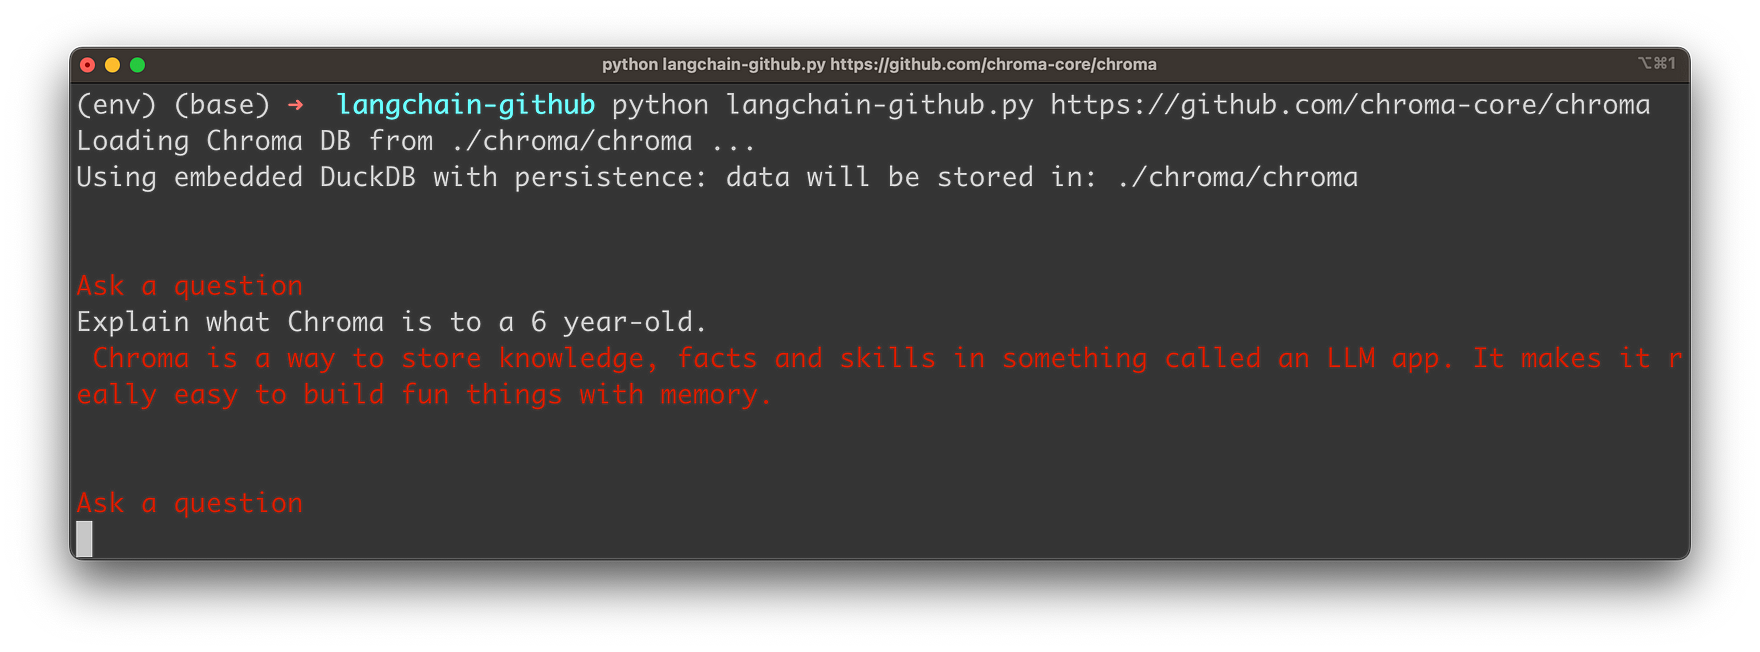 python langchain-github.py https://github.com/chroma-core/chroma ⌥⌘1
(env) (base) ➜  langchain-github python langchain-github.py https://github.com/chroma-core/chroma
Loading Chroma DB from ./chroma/chroma ...
Using embedded DuckDB with persistence: data will be stored in: ./chroma/chroma
Ask a question
Explain what Chroma is to a 6 year-old.
Chroma is a way to store knowledge, facts and skills in something called an LLM app. It makes it r
eally easy to build fun things with memory.
Ask a question